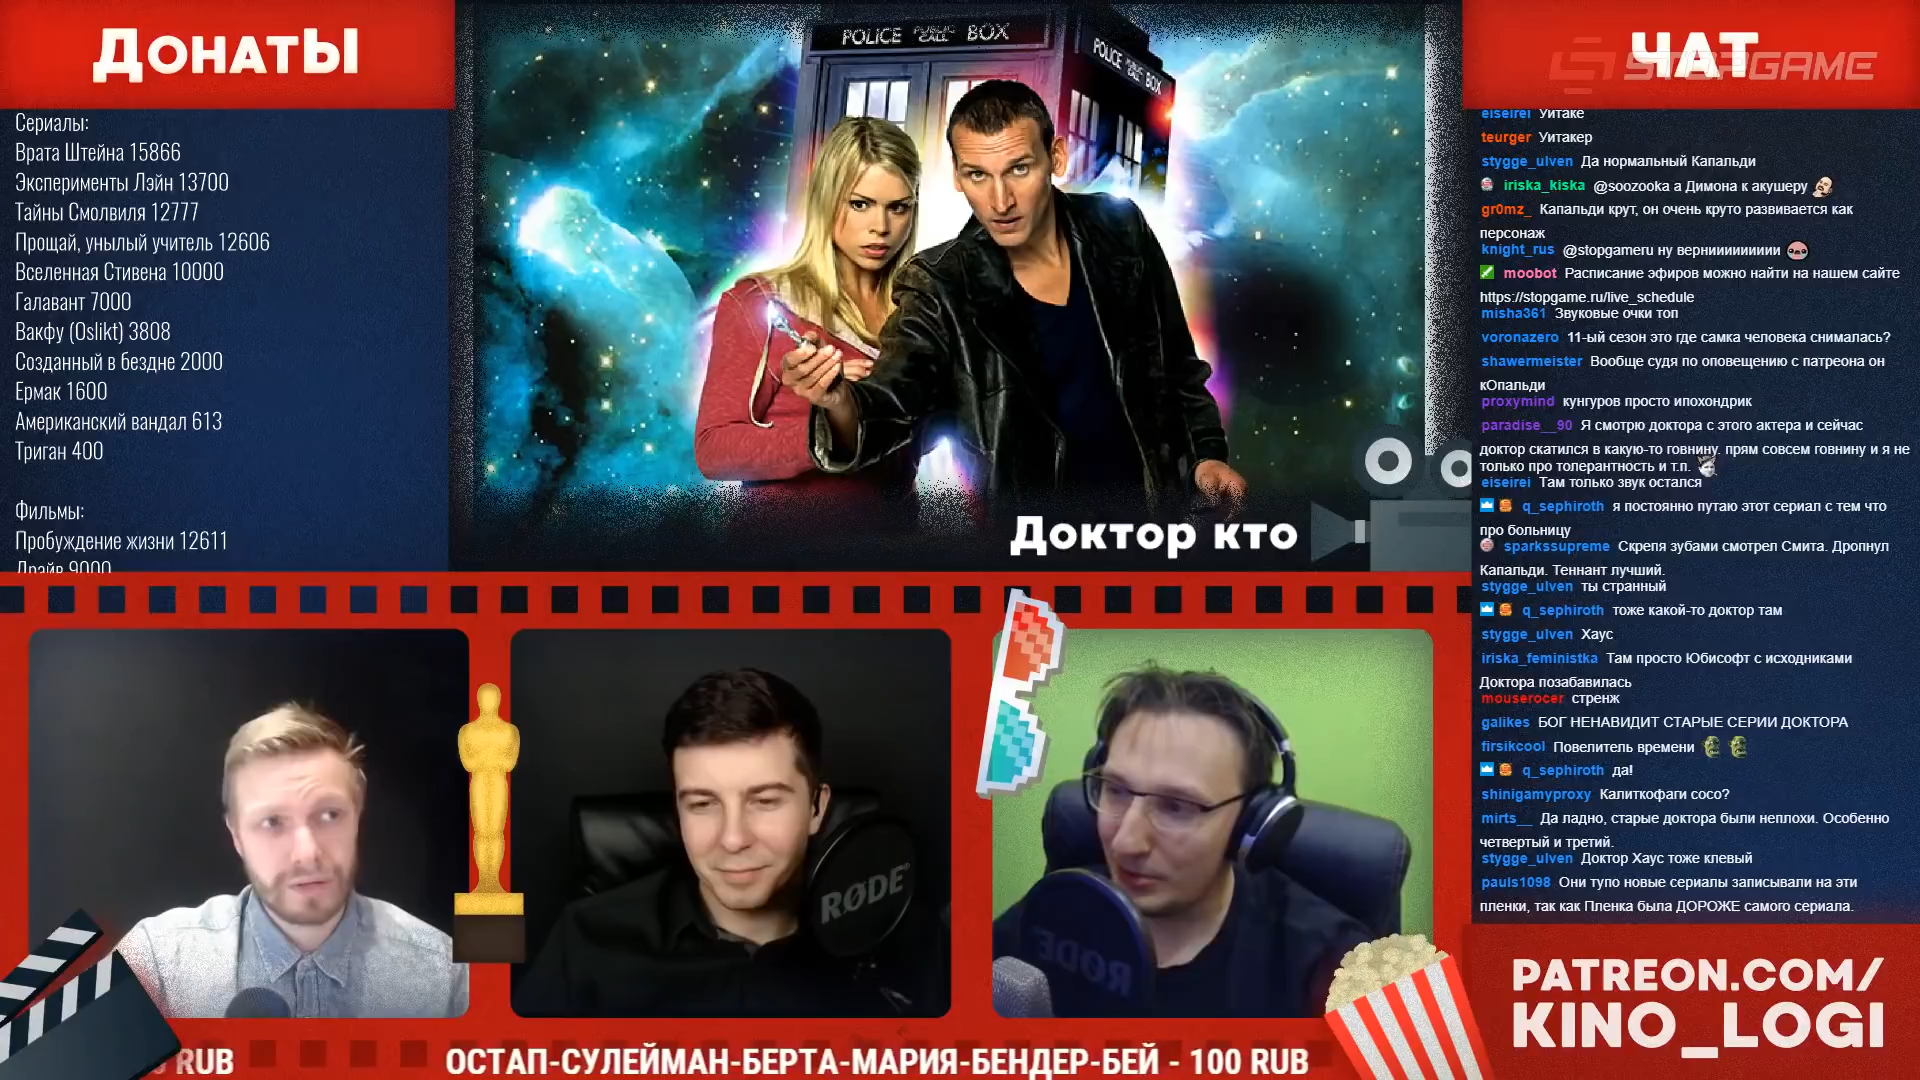 ДОНАТЫ
Сериалы:
Врата Штейна 15866
Эксперименты Лэйн 13700
Тайны Смолвиля 12777
Прощай, унылый учитель 12606
Вселенная Стивена 10000
Галавант 7000
Вакфу (Oslikt) 3808
Созданный в бездне 2000
Ермак 1600
Американский вандал 613
Триган 400
Фильмы:
Пробуждение жизни 12611
Драйв 9000
POLICE PUBLIC CALL BOX
POLICE PUBLIC CALL BOX
Доктор кто
ЧАТ
STOPGAME
eiseirei Уитаке
teurger Уитакер
stygge_ulven Да нормальный Капальди
iriska_kiska @soozooka а Димона к акушеру
gr0mz_ Капальди крут, он очень круто развивается как
персонаж
knight_rus @stopgameru ну верниииииииии
moobot Расписание эфиров можно найти на нашем сайте
https://stopgame.ru/live_schedule
misha361 Звуковые очки топ
voronazero 11-ый сезон это где самка человека снималась?
shawermeister Вообще судя по оповещению с патреона он
кОпальди
proxymind кунгуров просто ипохондрик
paradise__90 Я смотрю доктора с этого актера и сейчас
доктор скатился в какую-то говнину. прям совсем говнину и я не
только про толерантность и т.п.
eiseirei Там только звук остался
q_sephiroth я постоянно путаю этот сериал с тем что
про больницу
sparkssupreme Скрепя зубами смотрел Смита. Дропнул
Капальди. Теннант лучший.
stygge_ulven ты странный
q_sephiroth тоже какой-то доктор там
stygge_ulven Хаус
iriska_feministka Там просто Юбисофт с исходниками
Доктора позабавилась
mouserocer стренж
galikes БОГ НЕНАВИДИТ СТАРЫЕ СЕРИИ ДОКТОРА
firsikcool Повелитель времени
q_sephiroth да!
shinigamyproxy Калиткофаги сосо?
mirts__ Да ладно, старые доктора были неплохи. Особенно
четвертый и третий.
stygge_ulven Доктор Хаус тоже клевый
pauls1098 Они тупо новые сериалы записывали на эти
пленки, так как Пленка была ДОРОЖЕ самого сериала.
RØDE
RØDE
PATREON.COM/
KINO_LOGI
RUB
ОСТАП-СУЛЕЙМАН-БЕРТА-МАРИЯ-БЕНДЕР-БЕЙ - 100 RUB